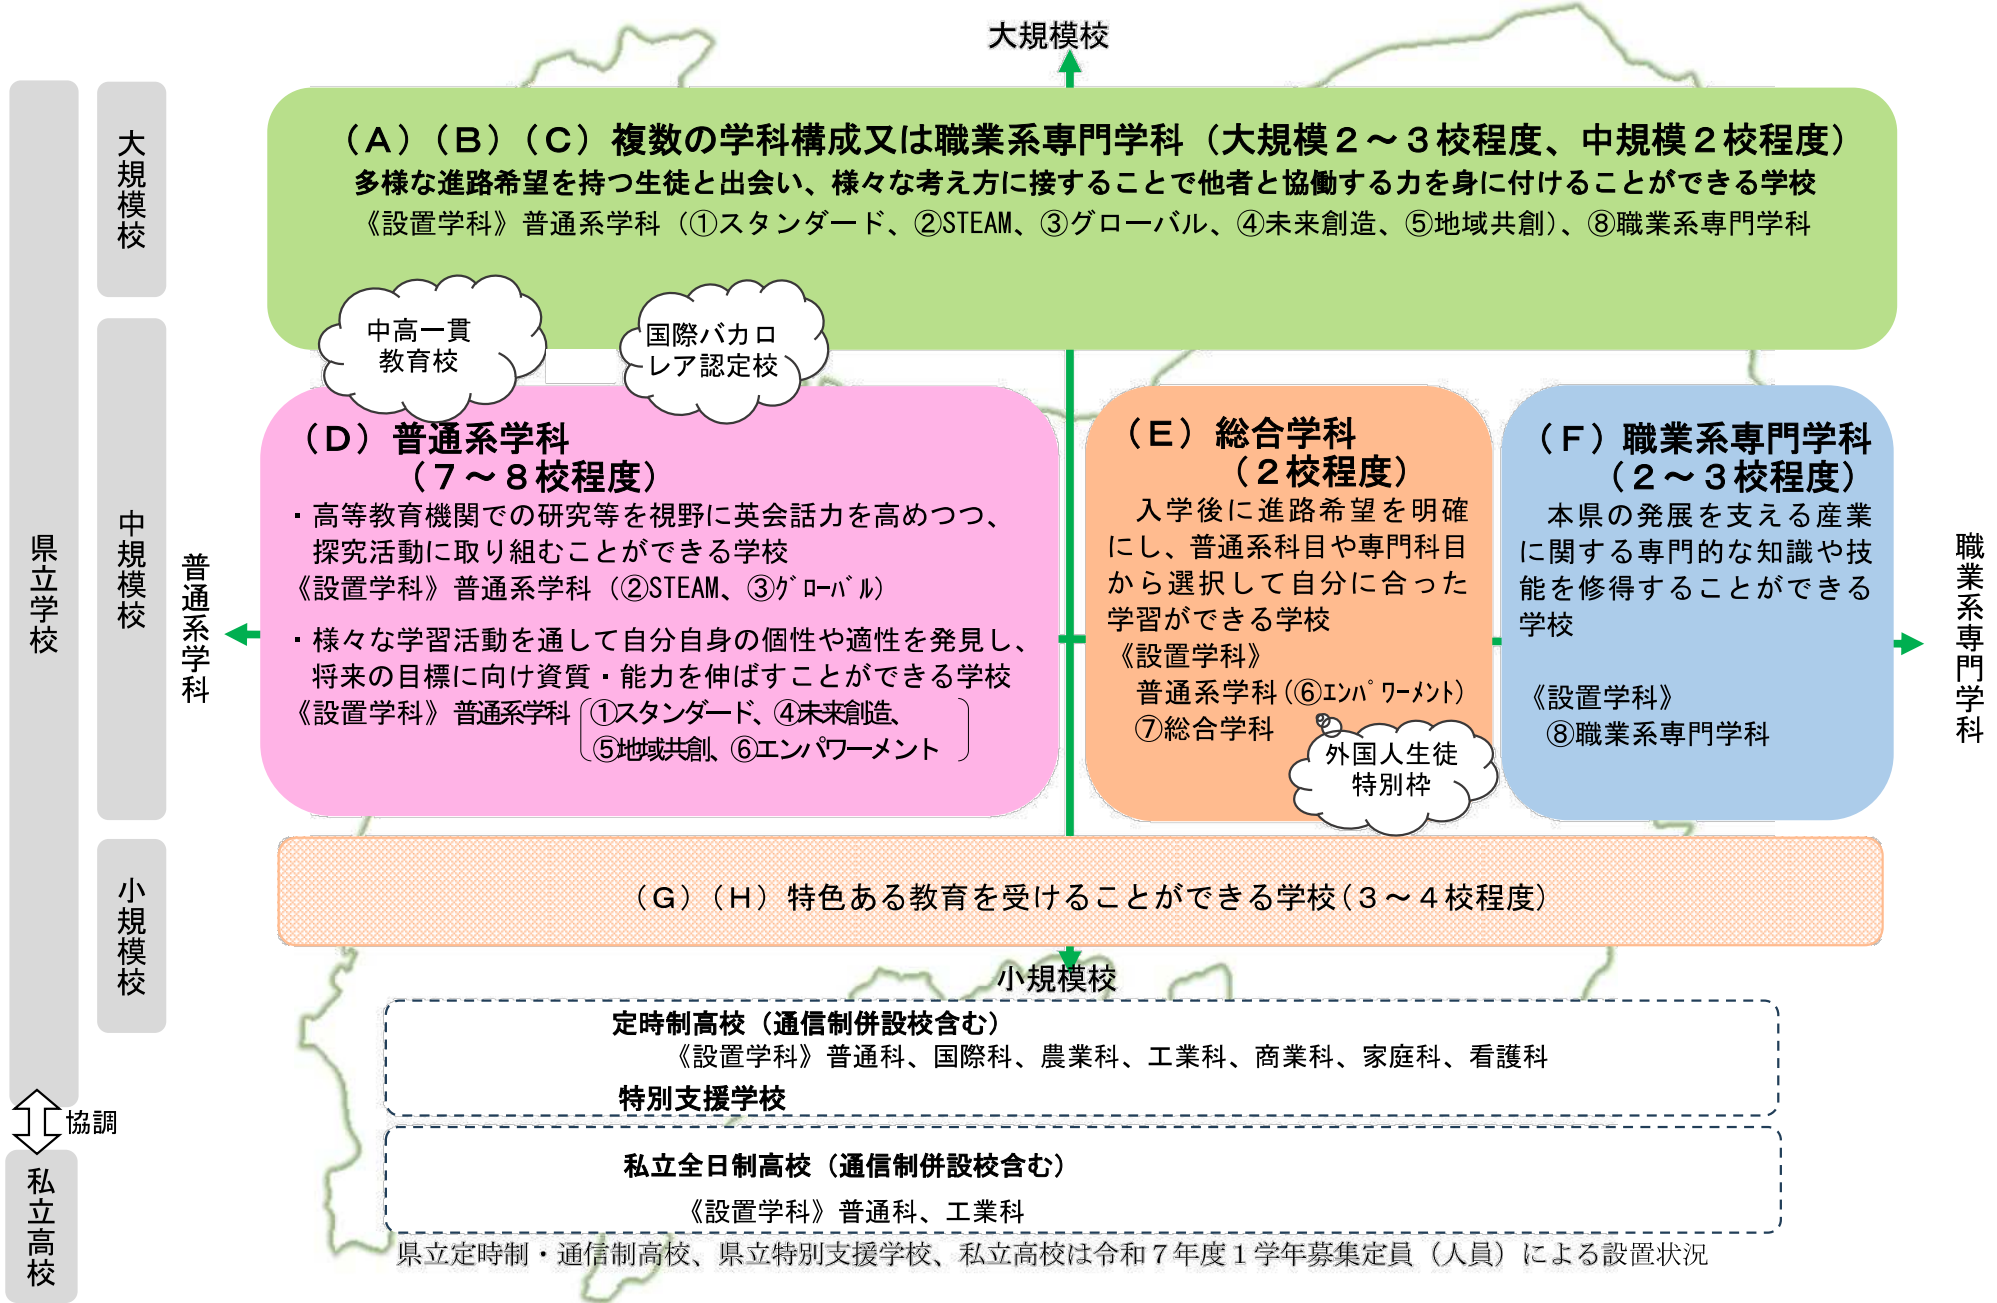 大規模校
県立学校
大規模校
中規模校
小規模校
協調
私立高校
普通系学科
職業系専門学科
（Ａ）（Ｂ）（Ｃ）複数の学科構成又は職業系専門学科（大規模２～３校程度、中規模２校程度）
多様な進路希望を持つ生徒と出会い、様々な考え方に接することで他者と協働する力を身に付けることができる学校
《設置学科》普通系学科（①スタンダード、②STEAM、③グローバル、④未来創造、⑤地域共創）、⑧職業系専門学科
中高一貫
教育校
国際バカロ
レア認定校
（Ｄ）普通系学科
（７～８校程度）
・高等教育機関での研究等を視野に英会話力を高めつつ、
探究活動に取り組むことができる学校
《設置学科》普通系学科（②STEAM、③ｸﾞﾛｰﾊﾞﾙ）
・様々な学習活動を通して自分自身の個性や適性を発見し、
将来の目標に向け資質・能力を伸ばすことができる学校
《設置学科》普通系学科 ①スタンダード、④未来創造、
⑤地域共創、⑥エンパワーメント
（Ｅ）総合学科
（２校程度）
入学後に進路希望を明確
にし、普通系科目や専門科目
から選択して自分に合った
学習ができる学校
《設置学科》
普通系学科（⑥ｴﾝﾊﾟﾜｰﾒﾝﾄ）
⑦総合学科
外国人生徒
特別枠
（Ｆ）職業系専門学科
（２～３校程度）
本県の発展を支える産業
に関する専門的な知識や技
能を修得することができる
学校
《設置学科》
⑧職業系専門学科
（Ｇ）（Ｈ）特色ある教育を受けることができる学校（３～４校程度）
小規模校
定時制高校（通信制併設校含む）
《設置学科》普通科、国際科、農業科、工業科、商業科、家庭科、看護科
特別支援学校
私立全日制高校（通信制併設校含む）
《設置学科》普通科、工業科
県立定時制・通信制高校、県立特別支援学校、私立高校は令和７年度１学年募集定員（人員）による設置状況